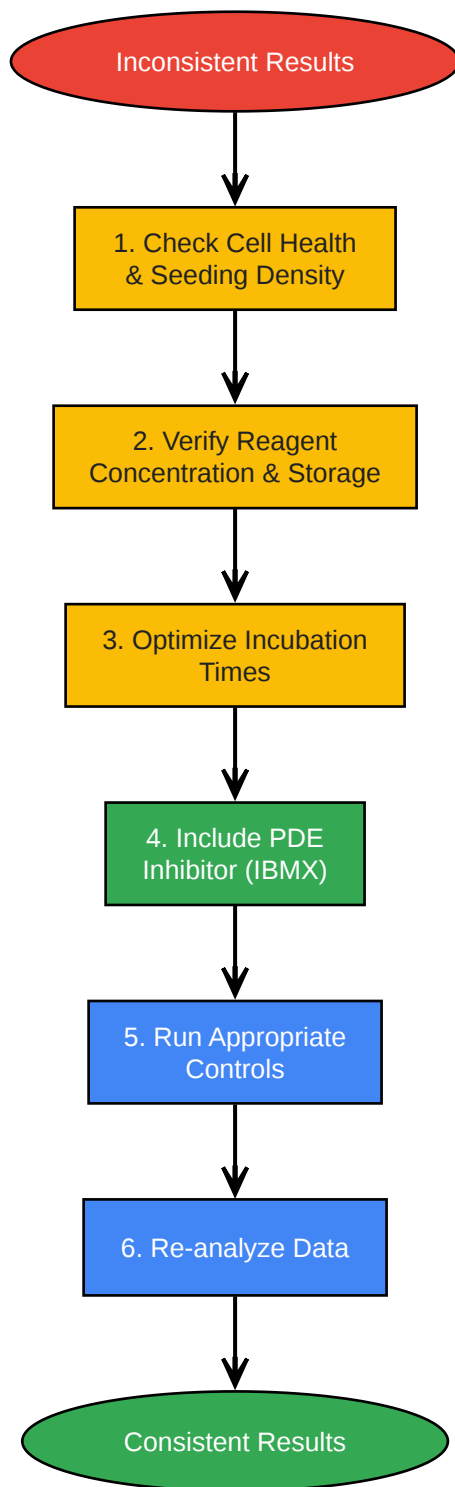 Inconsistent Results
1. Check Cell Health
& Seeding Density
2. Verify Reagent
Concentration & Storage
3. Optimize Incubation
Times
4. Include PDE
Inhibitor (IBMX)
5. Run Appropriate
Controls
6. Re-analyze Data
Consistent Results